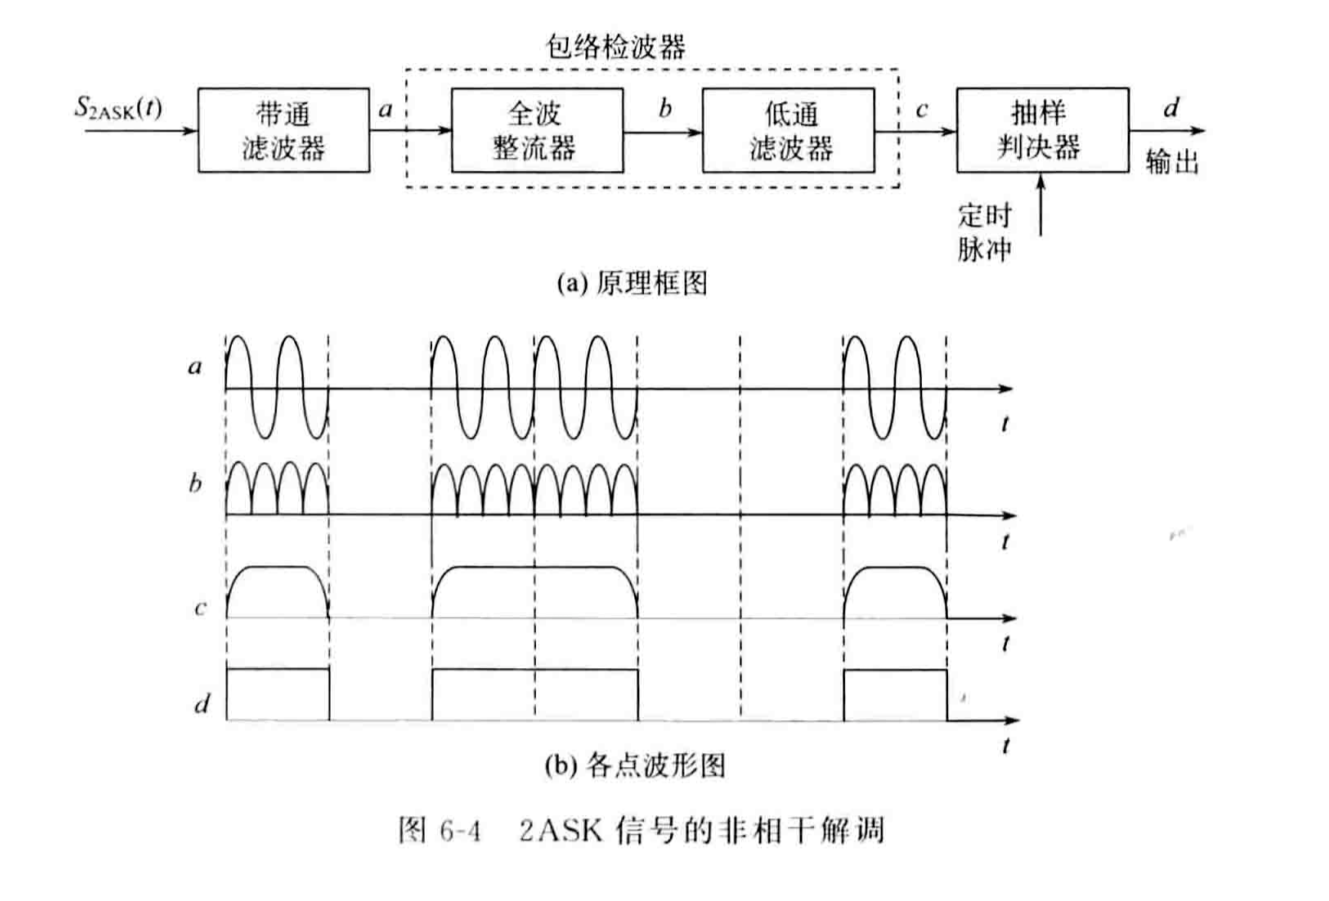 包络检波器
S2ASK(t)
带通
滤波器
a
全波
整流器
b
低通
滤波器
c
抽样
判决器
d
输出
定时
脉冲
(a) 原理框图
a
t
b
t
c
t
d
t
(b) 各点波形图
图 6-4 2ASK 信号的非相干解调